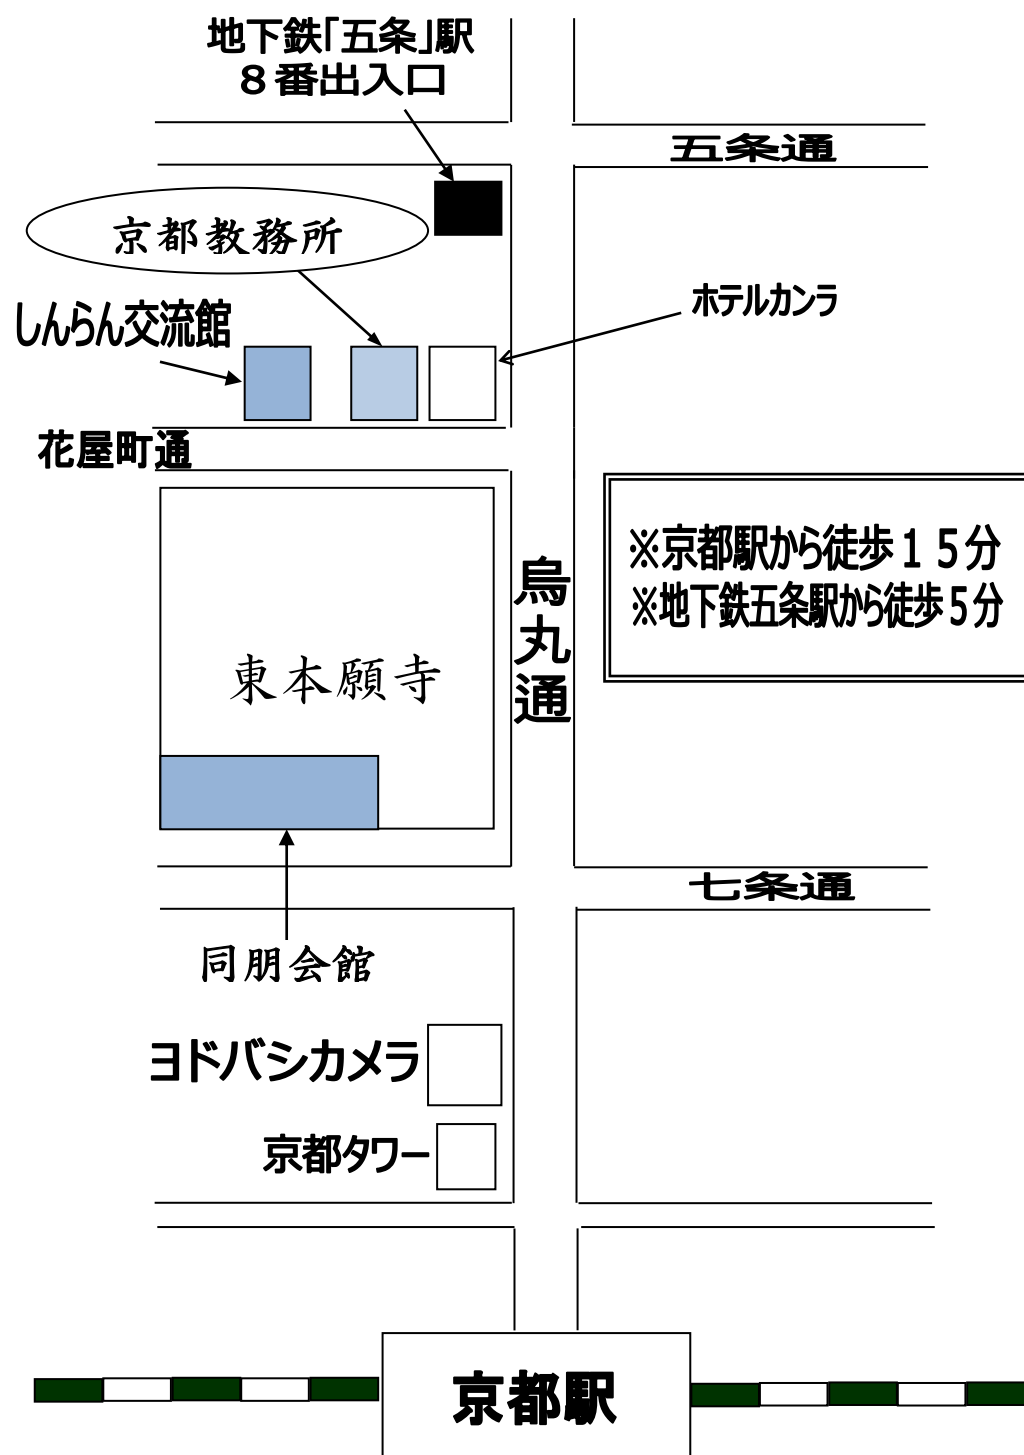 地下鉄「五条」駅
８番出入口
五条通
京都教務所
しんらん交流館
ホテルカンラ
花屋町通
※京都駅から徒歩１５分
※地下鉄五条駅から徒歩５分
烏丸通
東本願寺
七条通
同朋会館
ヨドバシカメラ
京都タワー
京都駅